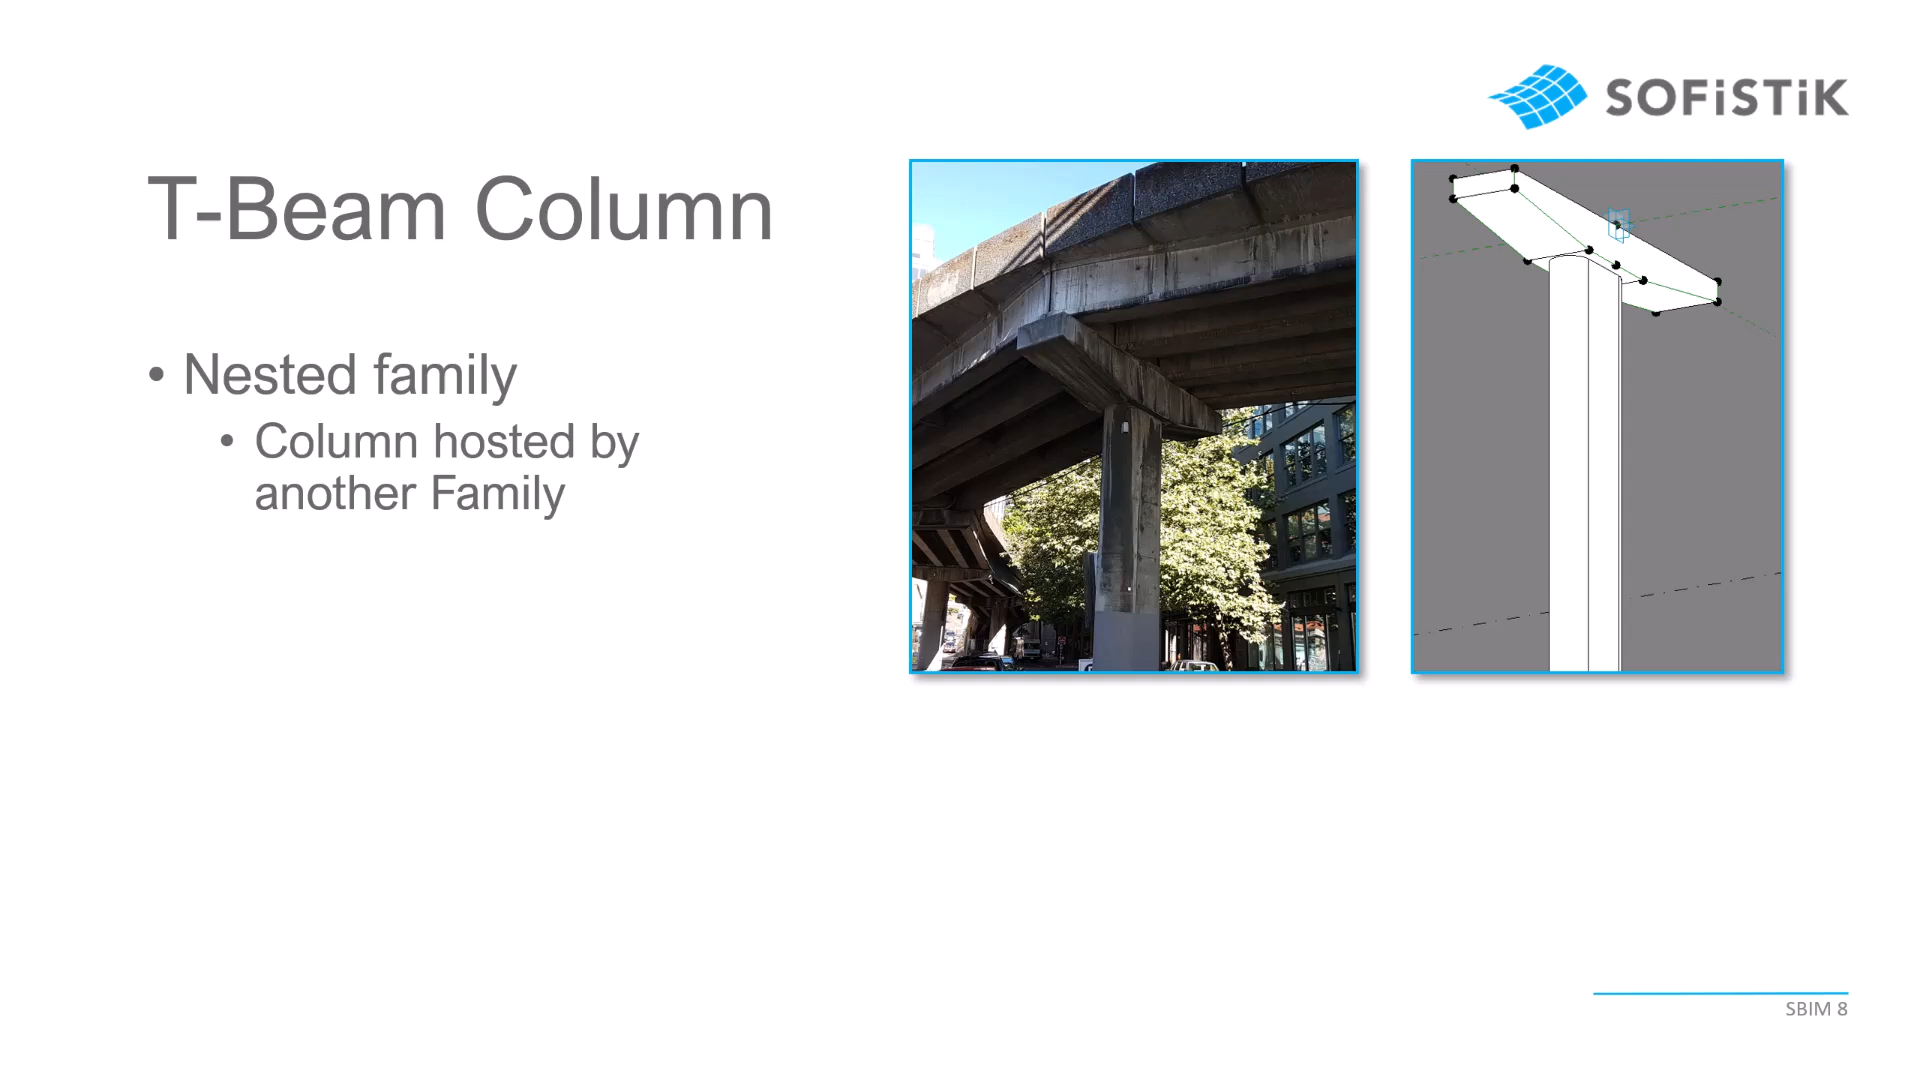 SOFiSTiK
T-Beam Column
• Nested family
• Column hosted by
another Family
SBIM 8